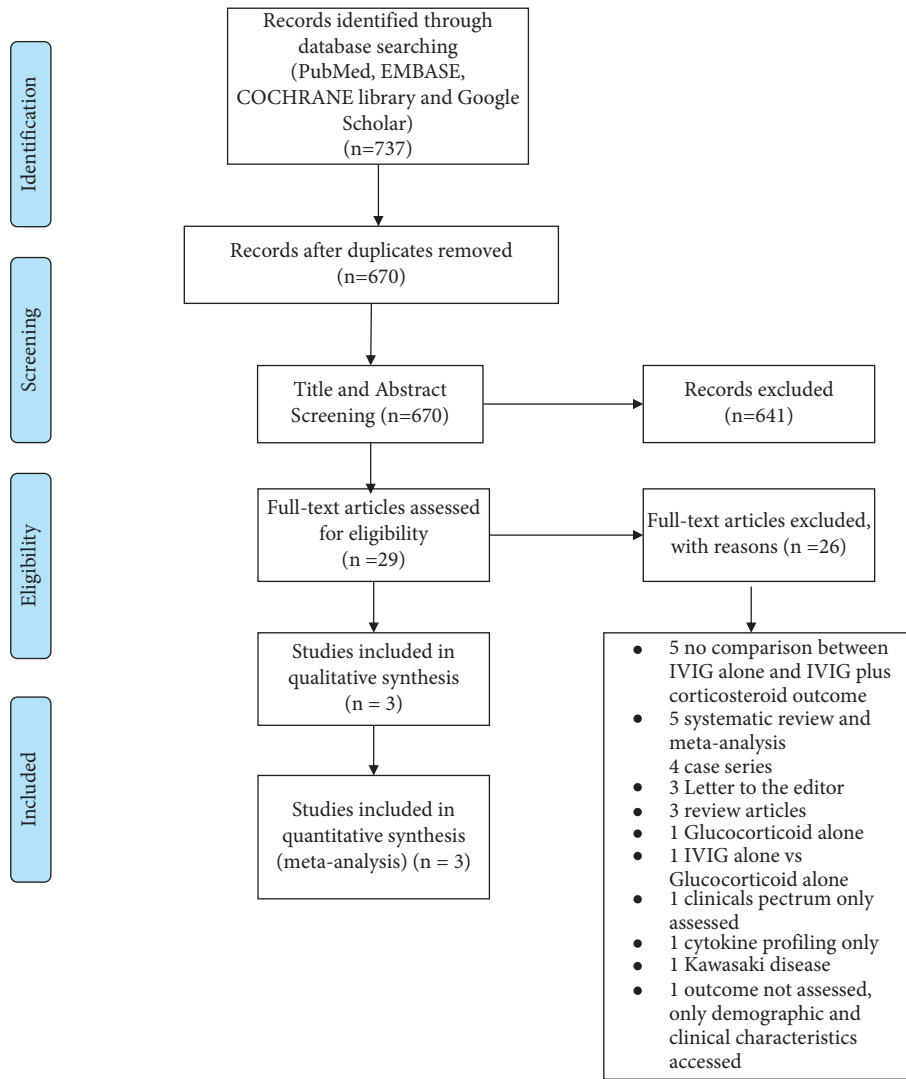 Identification
Records identified through
database searching
(PubMed, EMBASE,
COCHRANE library and Google
Scholar)
(n=737)
Records after duplicates removed
(n=670)
Screening
Title and Abstract
Screening (n=670)
Records excluded
(n=641)
Eligibility
Full-text articles assessed
for eligibility
(n =29)
Full-text articles excluded,
with reasons (n =26)
Studies included in
qualitative synthesis
(n = 3)
Included
Studies included in
quantitative synthesis
(meta-analysis) (n = 3)
• 5 no comparison between
IVIG alone and IVIG plus
corticosteroid outcome
• 5 systematic review and
meta-analysis
4 case series
• 3 Letter to the editor
• 3 review articles
• 1 Glucocorticoid alone
• 1 IVIG alone vs
Glucocorticoid alone
• 1 clinicals pectrum only
assessed
• 1 cytokine profiling only
• 1 Kawasaki disease
• 1 outcome not assessed,
only demographic and
clinical characteristics
accessed